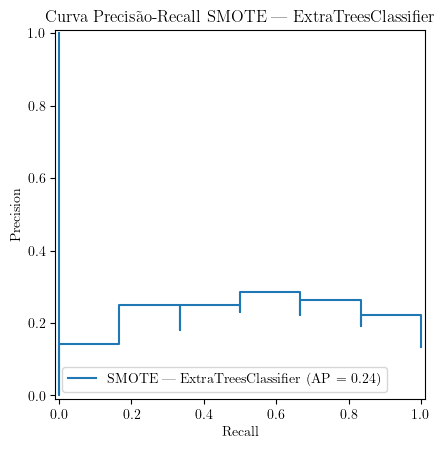 Curva Precisão-Recall SMOTE — ExtraTreesClassifier
1.0
0.8
0.6
0.4
0.2
0.0
Precision
SMOTE — ExtraTreesClassifier (AP = 0.24)
0.0 0.2 0.4 0.6 0.8 1.0
Recall